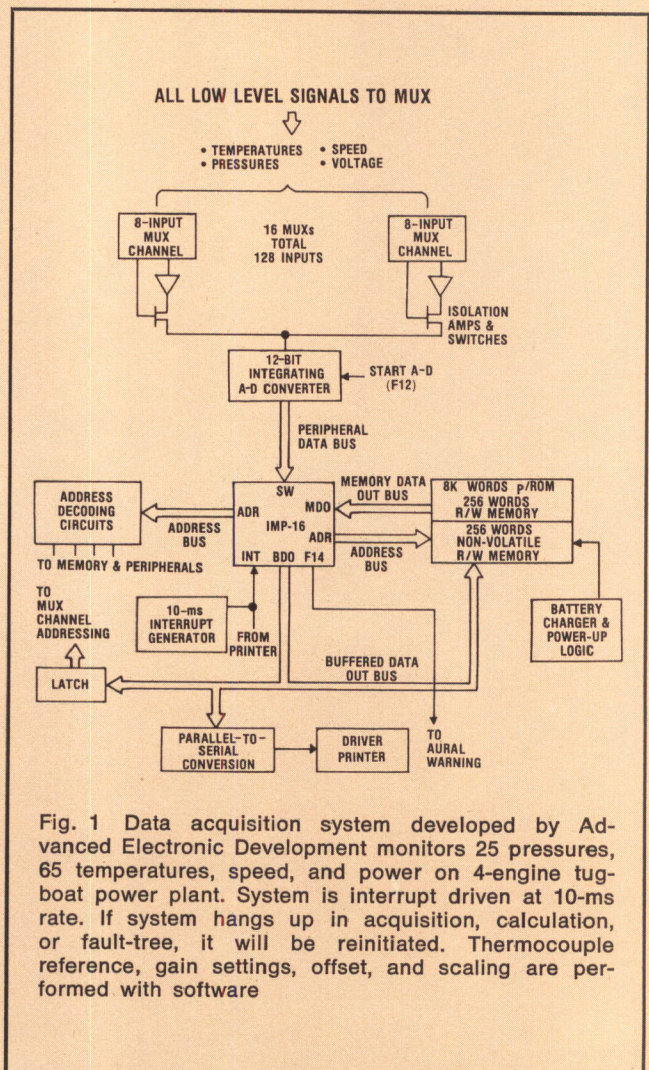 ALL LOW LEVEL SIGNALS TO MUX
• TEMPERATURES • SPEED
• PRESSURES • VOLTAGE
8-INPUT
MUX
CHANNEL
16 MUXs
TOTAL
128 INPUTS
8-INPUT
MUX
CHANNEL
ISOLATION
AMPS &
SWITCHES
12-BIT
INTEGRATING
A-D CONVERTER
START A-D
(F12)
PERIPHERAL
DATA BUS
ADDRESS
DECODING
CIRCUITS
ADDRESS
BUS
TO MEMORY & PERIPHERALS
SW
MDO
ADR
IMP-16
ADR
INT BDO F14
MEMORY DATA
OUT BUS
ADDRESS
BUS
8K WORDS p/ROM
256 WORDS
R/W MEMORY
256 WORDS
NON-VOLATILE
R/W MEMORY
TO
MUX
CHANNEL
ADDRESSING
10-ms
INTERRUPT
GENERATOR
FROM
PRINTER
BATTERY
CHARGER &
POWER-UP
LOGIC
LATCH
BUFFERED DATA
OUT BUS
PARALLEL-TO-
SERIAL
CONVERSION
DRIVER
PRINTER
TO
AURAL
WARNING
Fig. 1 Data acquisition system developed by Ad-
vanced Electronic Development monitors 25 pressures,
65 temperatures, speed, and power on 4-engine tug-
boat power plant. System is interrupt driven at 10-ms
rate. If system hangs up in acquisition, calculation,
or fault-tree, it will be reinitiated. Thermocouple
reference, gain settings, offset, and scaling are per-
formed with software